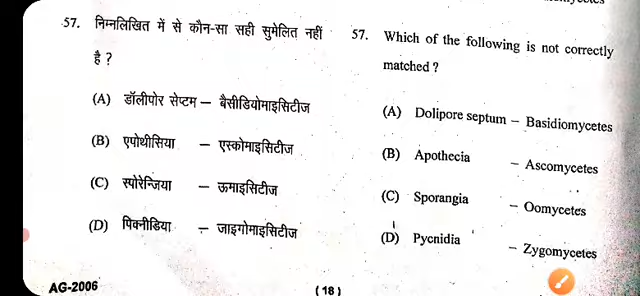 57. निम्नलिखित में से कौन-सा सही सुमेलित नहीं
है ?
(A) डॉलीपोर सेप्टम – बैसीडियोमाइसिटीज
(B) एपोथीसिया – एस्कोमाइसिटीज
(C) स्पोरेन्जिया – ऊमाइसिटीज
(D) पिक्नीडिया – जाइगोमाइसिटीज
AG-2006
(18)
57. Which of the following is not correctly
matched ?
(A) Dolipore septum – Basidiomycetes
(B) Apothecia – Ascomycetes
(C) Sporangia – Oomycetes
(D) Pycnidia – Zygomycetes